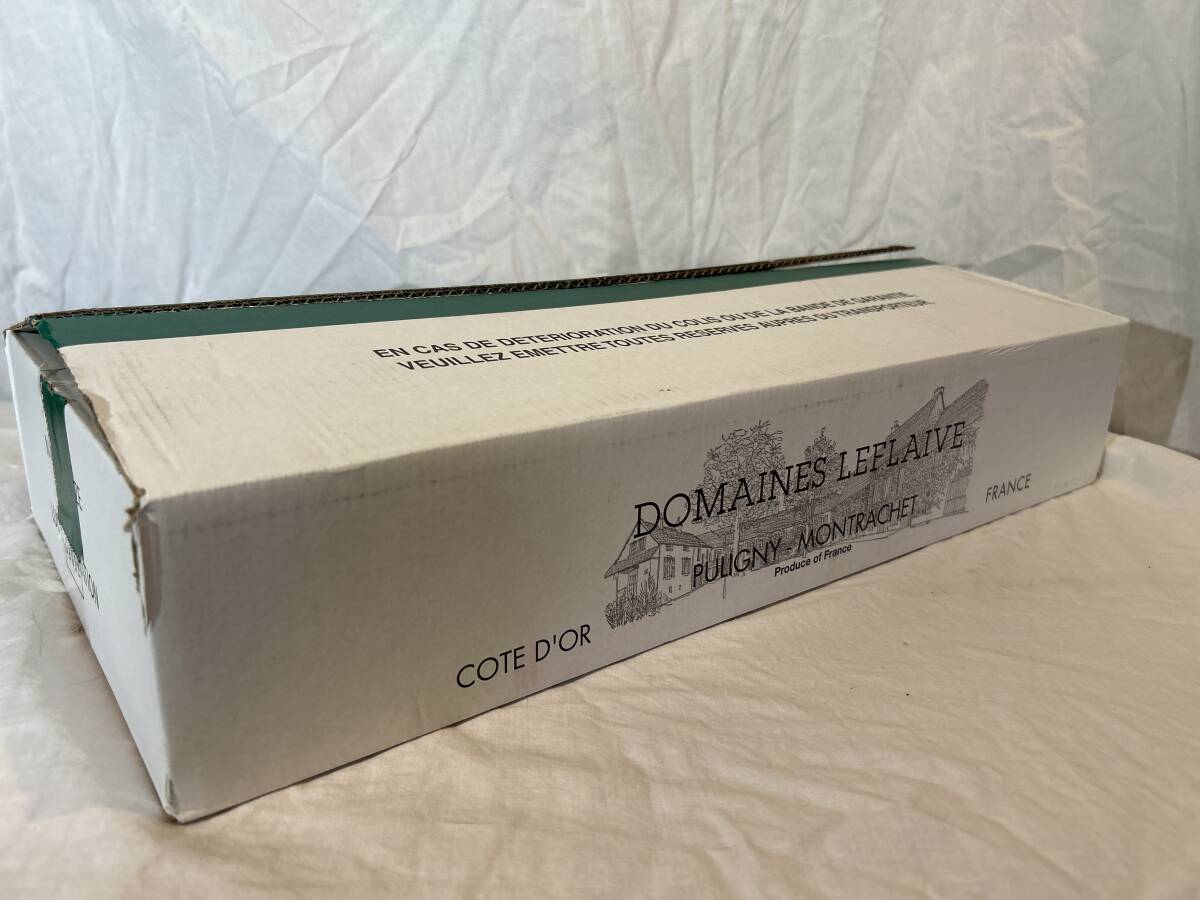 EN CAS DE DETERIORATION DU COLIS OU DE LA BANDE DE GARANTIE
VEUILLEZ EMETTRE TOUTES RESERVES AUPRES DU TRANSPORTEUR
DOMAINES LEFLAIVE
PULIGNY - MONTRACHET
Produce of France
COTE D'OR
FRANCE